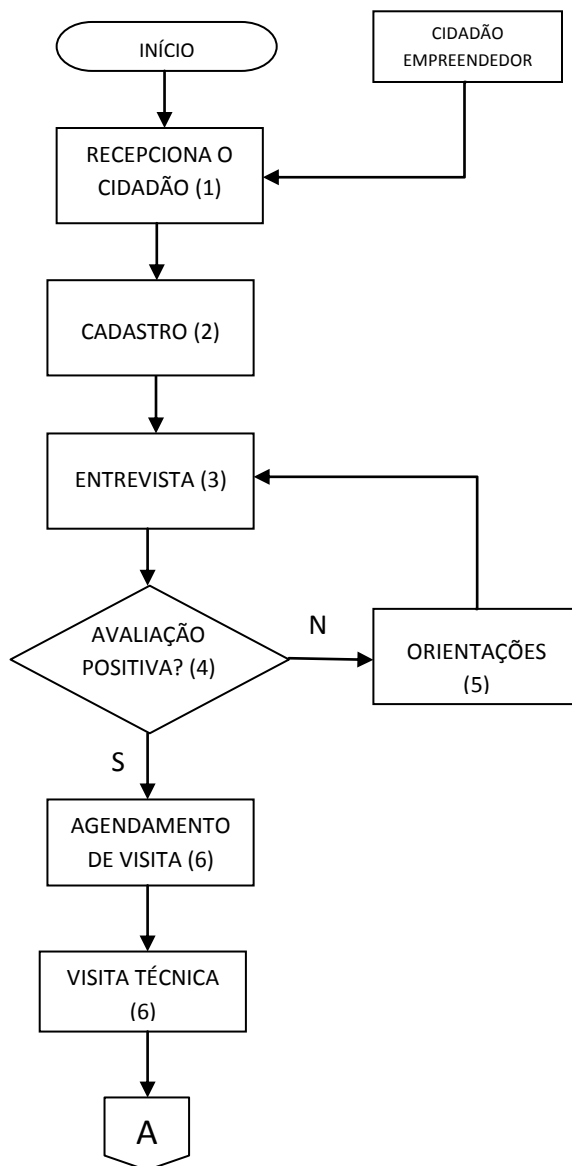 INÍCIO
CIDADÃO
EMPREENDEDOR
RECEPCIONA O
CIDADÃO (1)
CADASTRO (2)
ENTREVISTA (3)
AVALIAÇÃO
POSITIVA? (4)
N
ORIENTAÇÕES
(5)
S
AGENDAMENTO
DE VISITA (6)
VISITA TÉCNICA
(6)
A